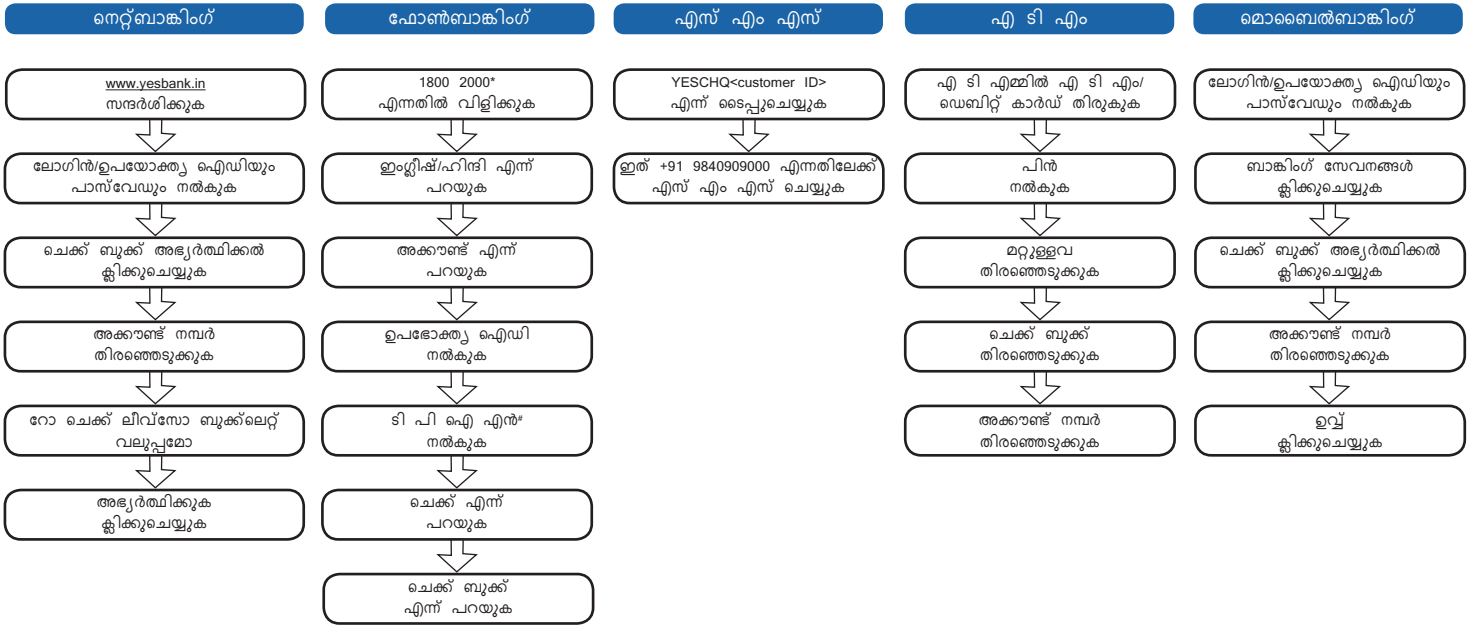 നെറ്റ്ബാങ്കിംഗ്
www.yesbank.in
സന്ദർശിക്കുക
ലോഗിൻ/ഉപയോക്തൃ ഐഡിയും
പാസ്‌വേഡും നൽകുക
ചെക്ക് ബുക്ക് അഭ്യർത്ഥിക്കൽ
ക്ലിക്കുചെയ്യുക
അക്കൗണ്ട് നമ്പർ
തിരഞ്ഞെടുക്കുക
റോ ചെക്ക് ലീവ്സോ ബുക്ക്‌ലെറ്റ്
വലുപ്പമോ
അഭ്യർത്ഥിക്കുക
ക്ലിക്കുചെയ്യുക
ഫോൺബാങ്കിംഗ്
1800 2000*
എന്നതിൽ വിളിക്കുക
ഇംഗ്ലീഷ്/ഹിന്ദി എന്ന്
പറയുക
അക്കൗണ്ട് എന്ന്
പറയുക
ഉപഭോക്തൃ ഐഡി
നൽകുക
ടി പി ഐ എൻ#
നൽകുക
ചെക്ക് എന്ന്
പറയുക
ചെക്ക് ബുക്ക്
എന്ന് പറയുക
എസ് എം എസ്
YESCHQ<customer ID>
എന്ന് ടൈപ്പുചെയ്യുക
ഇത് +91 9840909000 എന്നതിലേക്ക്
എസ് എം എസ് ചെയ്യുക
എ ടി എം
എ ടി എമ്മിൽ എ ടി എം/
ഡെബിറ്റ് കാർഡ് തിരുകുക
പിൻ
നൽകുക
മറ്റുള്ളവ
തിരഞ്ഞെടുക്കുക
ചെക്ക് ബുക്ക്
തിരഞ്ഞെടുക്കുക
അക്കൗണ്ട് നമ്പർ
തിരഞ്ഞെടുക്കുക
മൊബൈൽബാങ്കിംഗ്
ലോഗിൻ/ഉപയോക്തൃ ഐഡിയും
പാസ്‌വേഡും നൽകുക
ബാങ്കിംഗ് സേവനങ്ങൾ
ക്ലിക്കുചെയ്യുക
ചെക്ക് ബുക്ക് അഭ്യർത്ഥിക്കൽ
ക്ലിക്കുചെയ്യുക
അക്കൗണ്ട് നമ്പർ
തിരഞ്ഞെടുക്കുക
ഉവ്വ്
ക്ലിക്കുചെയ്യുക